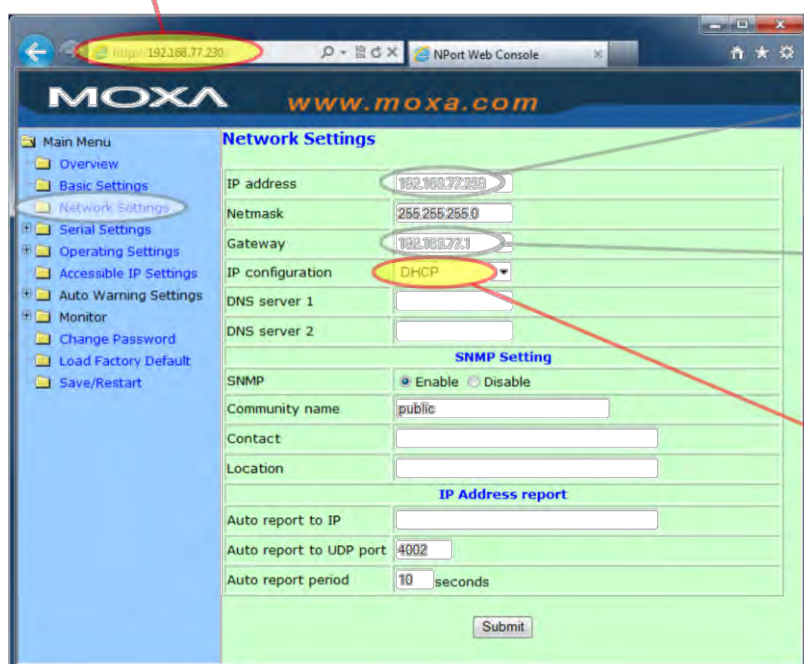 http://192.168.77.230/
NPort Web Console
MOXA www.moxa.com
Main Menu
Overview
Basic Settings
Network Settings
Serial Settings
Operating Settings
Accessible IP Settings
Auto Warning Settings
Monitor
Change Password
Load Factory Default
Save/Restart
Network Settings
IP address 192.168.77.230
Netmask 255.255.255.0
Gateway 192.168.77.1
IP configuration DHCP
DNS server 1
DNS server 2
SNMP Setting
SNMP Enable Disable
Community name public
Contact
Location
IP Address report
Auto report to IP
Auto report to UDP port 4002
Auto report period 10 seconds
Submit